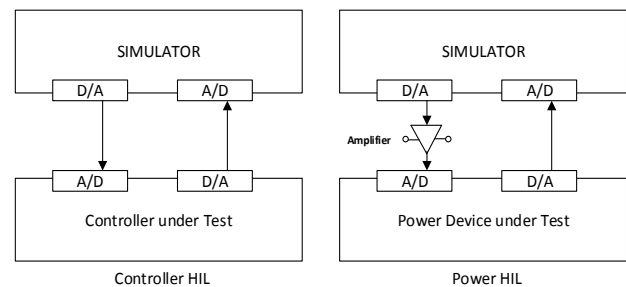 SIMULATOR
D/A
A/D
A/D
D/A
Controller under Test
Controller HIL
SIMULATOR
D/A
A/D
Amplifier
A/D
D/A
Power Device under Test
Power HIL